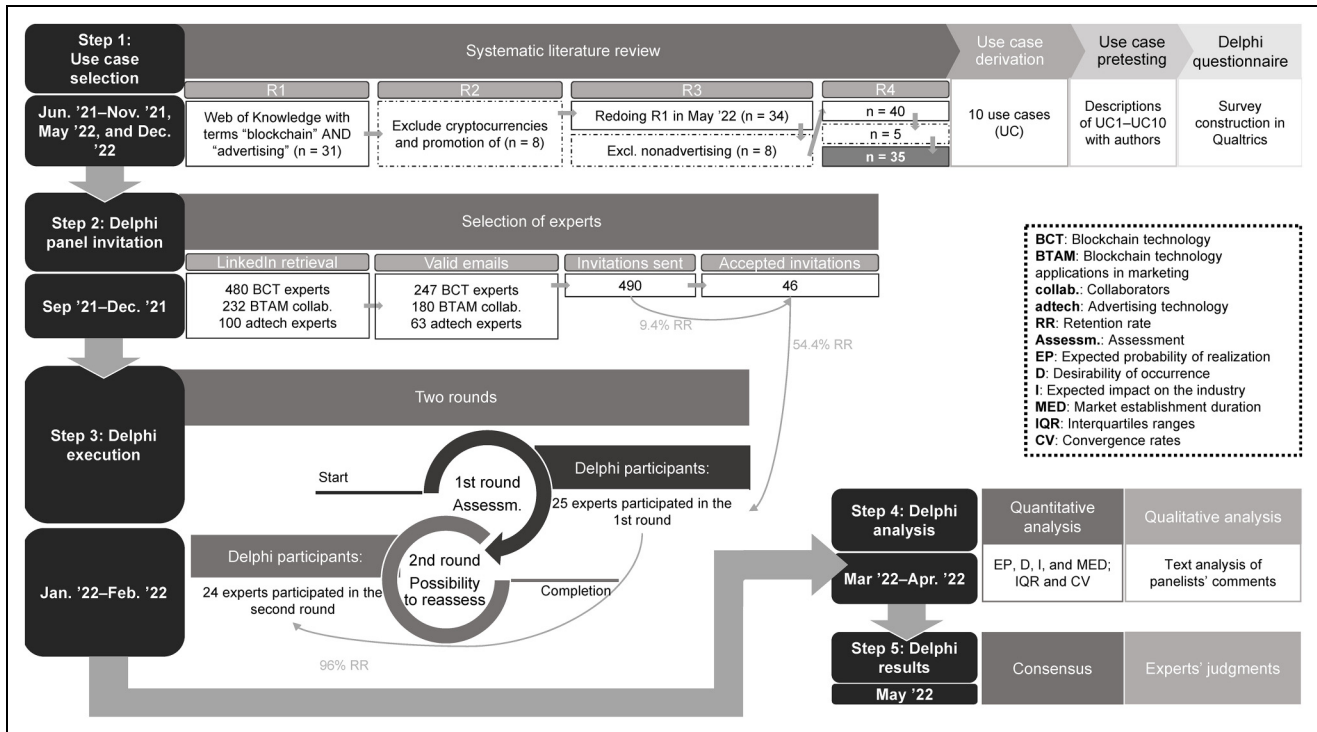 Step 1:
Use case
selection
Systematic literature review
Use case
derivation
Use case
pretesting
Delphi
questionnaire
Jun. ’21–Nov. ’21,
May ’22, and Dec.
’22
R1
Web of Knowledge with
terms “blockchain” AND
“advertising” (n = 31)
R2
Exclude cryptocurrencies
and promotion of (n = 8)
R3
Redoing R1 in May ’22 (n = 34)
Excl. nonadvertising (n = 8)
R4
n = 40
n = 5
n = 35
10 use cases
(UC)
Descriptions
of UC1–UC10
with authors
Survey
construction in
Qualtrics
Step 2: Delphi
panel invitation
Selection of experts
Sep ’21–Dec. ’21
LinkedIn retrieval
480 BCT experts
232 BTAM collab.
100 adtech experts
Valid emails
247 BCT experts
180 BTAM collab.
63 adtech experts
Invitations sent
490
Accepted invitations
46
9.4% RR
54.4% RR
BCT: Blockchain technology
BTAM: Blockchain technology
applications in marketing
collab.: Collaborators
adtech: Advertising technology
RR: Retention rate
Assessm.: Assessment
EP: Expected probability of realization
D: Desirability of occurrence
I: Expected impact on the industry
MED: Market establishment duration
IQR: Interquartiles ranges
CV: Convergence rates
Step 3: Delphi
execution
Two rounds
Jan. ’22–Feb. ’22
Start
1st round
Assessm.
Delphi participants:
25 experts participated in the
1st round
Delphi participants:
24 experts participated in the
second round
2nd round
Possibility
to reassess
Completion
96% RR
Step 4: Delphi
analysis
Quantitative
analysis
Qualitative analysis
Mar ’22–Apr. ’22
EP, D, I, and MED;
IQR and CV
Text analysis of
panelists’ comments
Step 5: Delphi
results
May ’22
Consensus
Experts’ judgments